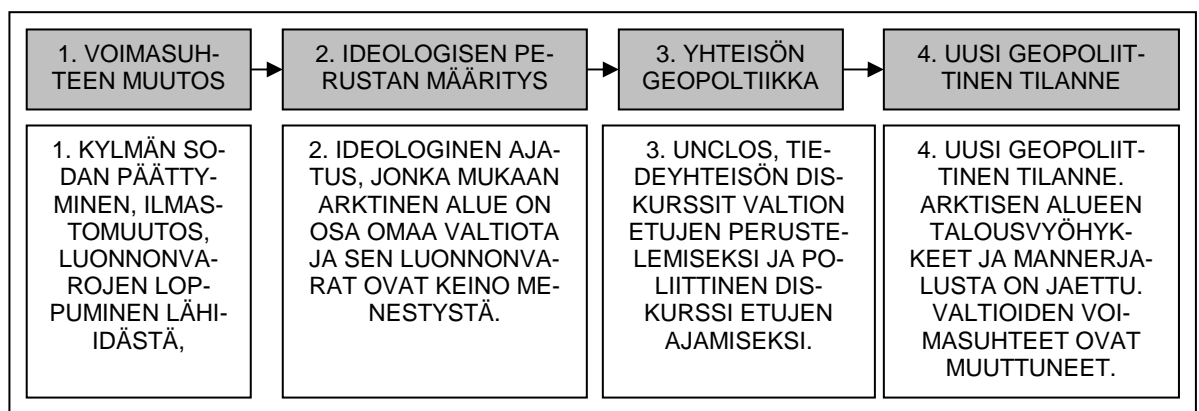 1. VOIMASUH-
TEEN MUUTOS
2. IDEOLOGISEN PE-
RUSTAN MÄÄRITYS
3. YHTEISÖN
GEOPOLTIIKKA
4. UUSI GEOPOLIIT-
TINEN TILANNE
1. KYLMÄN SO-
DAN PÄÄTTY-
MINEN, ILMAS-
TOMUUTOS,
LUONNONVA-
ROJEN LOP-
PUMINEN LÄHI-
IDÄSTÄ,
2. IDEOLOGINEN AJA-
TUS, JONKA MUKAAN
ARKTINEN ALUE ON
OSA OMAA VALTIOTA
JA SEN LUONNONVA-
RAT OVAT KEINO ME-
NESTYSTÄ.
3. UNCLOS, TIE-
DEYHTEISÖN DIS-
KURSSIT VALTION
ETUJEN PERUSTE-
LEMISEKSI JA PO-
LIITTINEN DIS-
KURSSI ETUJEN
AJAMISEKSI.
4. UUSI GEOPOLIIT-
TINEN TILANNE.
ARKTISEN ALUEEN
TALOUSVYÖHYK-
KEET JA MANNERJA-
LUSTA ON JAETTU.
VALTIOIDEN VOI-
MASUHTEET OVAT
MUUTTUNEET.